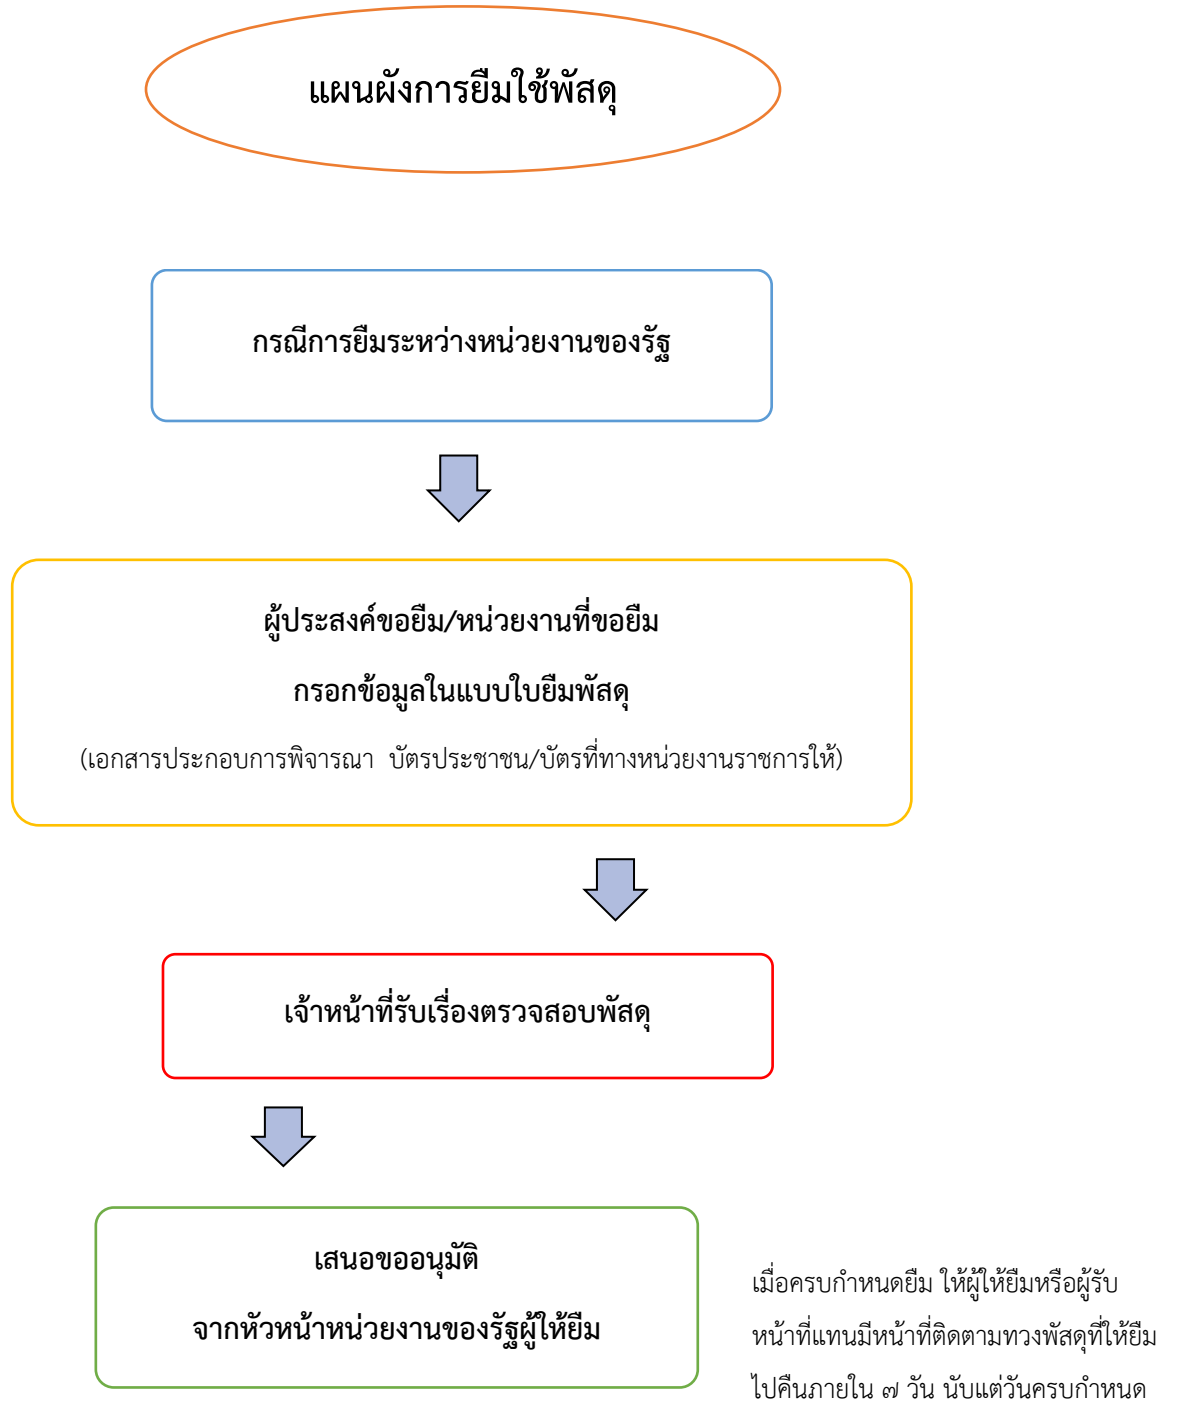 แผนผังการยืมใช้พัสดุ
กรณีการยืมระหว่างหน่วยงานของรัฐ
ผู้ประสงค์ขอยืม/หน่วยงานที่ขอยืม
กรอกข้อมูลในแบบใบยืมพัสดุ
(เอกสารประกอบการพิจารณา บัตรประชาชน/บัตรที่ทางหน่วยงานราชการให้)
เจ้าหน้าที่รับเรื่องตรวจสอบพัสดุ
เสนอขออนุมัติ
จากหัวหน้าหน่วยงานของรัฐผู้ให้ยืม
เมื่อครบกำหนดยืม ให้ผู้ให้ยืมหรือผู้รับ
หน้าที่แทนมีหน้าที่ติดตามทวงพัสดุที่ให้ยืม
ไปคืนภายใน ๗ วัน นับแต่วันครบกำหนด